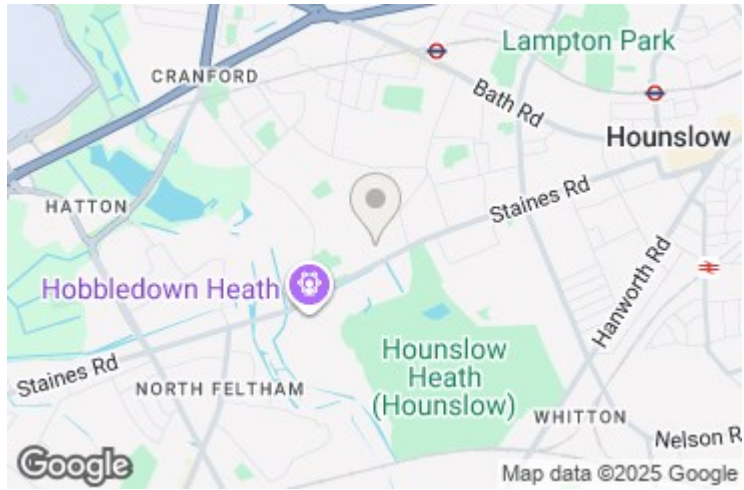 Lampton Park
CRANFORD
Bath Rd
Hounslow
Staines Rd
HATTON
Hanworth Rd
Hobbledown Heath
Hounslow
Heath
(Hounslow)
Staines Rd
NORTH FELTHAM
WHITTON
Nelson R
Google
Map data ©2025 Google